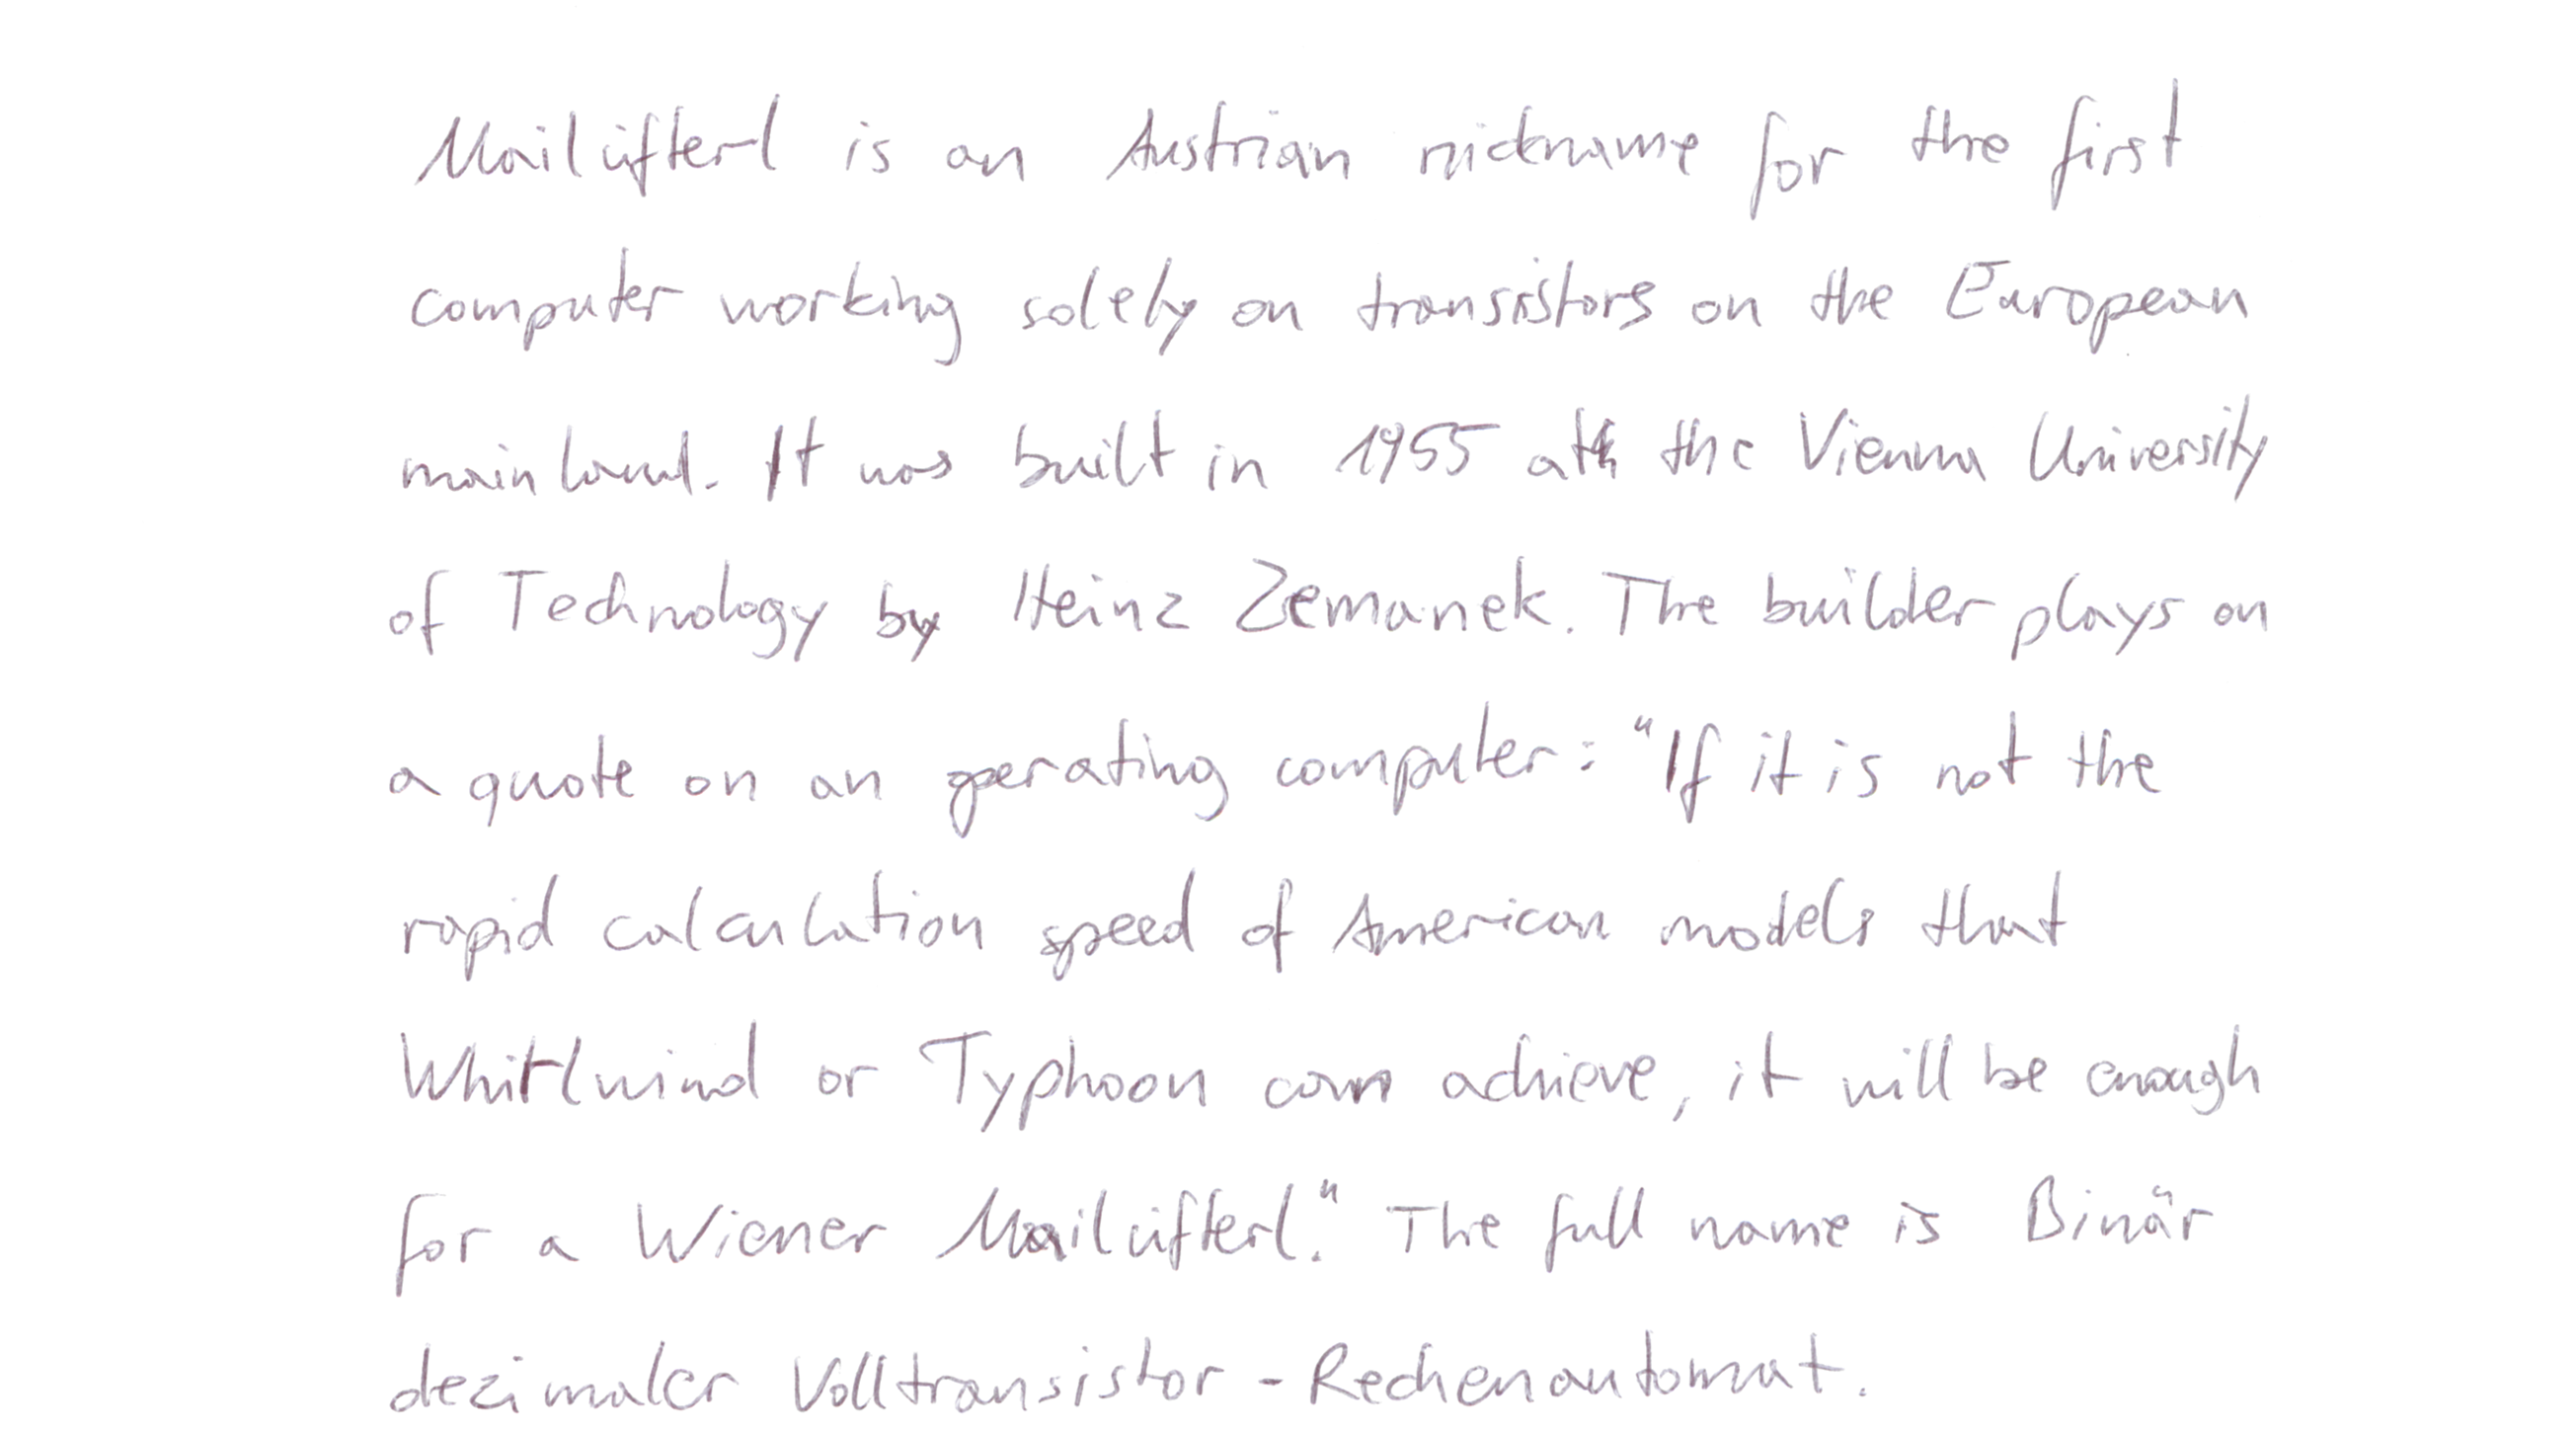 Mailüfterl is an Austrian nickname for the first
computer working solely on transistors on the European
mainland. It was built in 1955 at the Vienna University
of Technology by Heinz Zemanek. The builder plays on
a quote on an operating computer: "If it is not the
rapid calculation speed of American models that
Whirlwind or Typhoon can achieve, it will be enough
for a Wiener Mailüfterl." The full name is Binär
dezimaler Volltransistor-Rechenautomat.